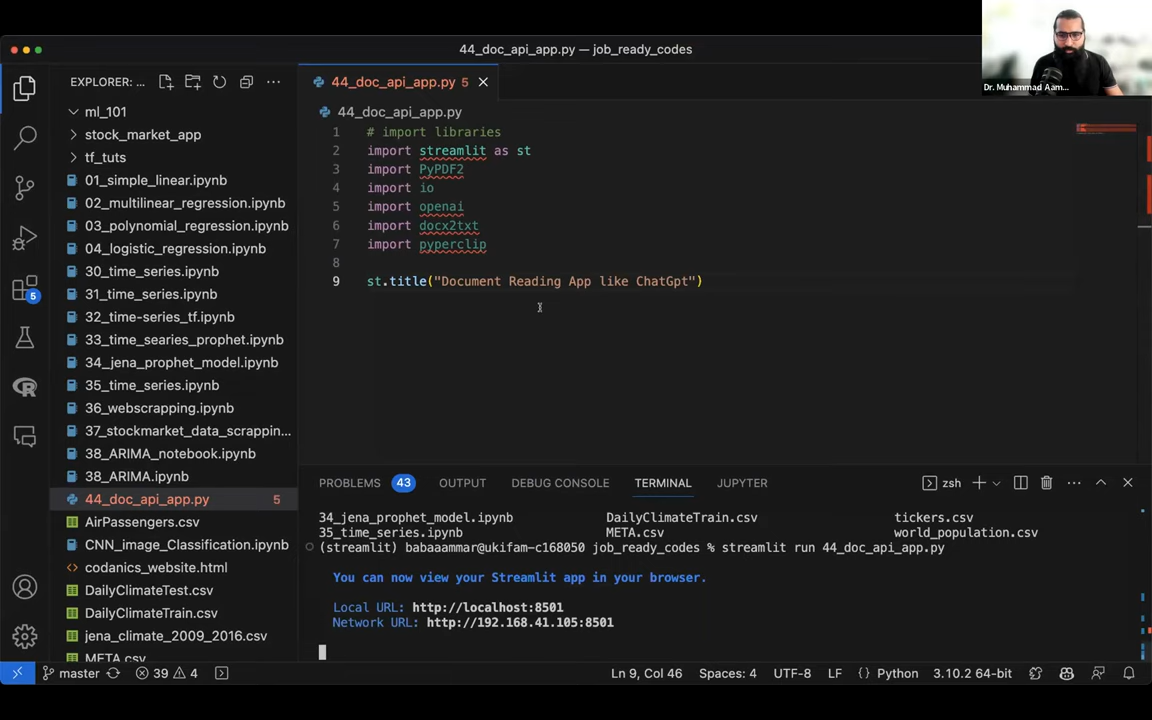 44_doc_api_app.py — job_ready_codes
Dr. Muhammad Aam...
EXPLORER: ...
ml_101
stock_market_app
tf_tuts
01_simple_linear.ipynb
02_multilinear_regression.ipynb
03_polynomial_regression.ipynb
04_logistic_regression.ipynb
30_time_series.ipynb
31_time_series.ipynb
32_time-series_tf.ipynb
33_time_searies_prophet.ipynb
34_jena_prophet_model.ipynb
35_time_series.ipynb
36_webscrapping.ipynb
37_stockmarket_data_scrappin...
38_ARIMA_notebook.ipynb
38_ARIMA.ipynb
44_doc_api_app.py 5
AirPassengers.csv
CNN_image_Classification.ipynb
codanics_website.html
DailyClimateTest.csv
DailyClimateTrain.csv
jena_climate_2009_2016.csv
META.csv
5
44_doc_api_app.py 5
44_doc_api_app.py
1 # import libraries
2 import streamlit as st
3 import PyPDF2
4 import io
5 import openai
6 import docx2txt
7 import pyperclip
8
9 st.title("Document Reading App like ChatGpt")
PROBLEMS 43 OUTPUT DEBUG CONSOLE TERMINAL JUPYTER zsh
34_jena_prophet_model.ipynb DailyClimateTrain.csv tickers.csv
35_time_series.ipynb META.csv world_population.csv
(streamlit) babaaammar@ukifam-c168050 job_ready_codes % streamlit run 44_doc_api_app.py
You can now view your Streamlit app in your browser.
Local URL: http://localhost:8501
Network URL: http://192.168.41.105:8501
master 39 4 Ln 9, Col 46 Spaces: 4 UTF-8 LF Python 3.10.2 64-bit